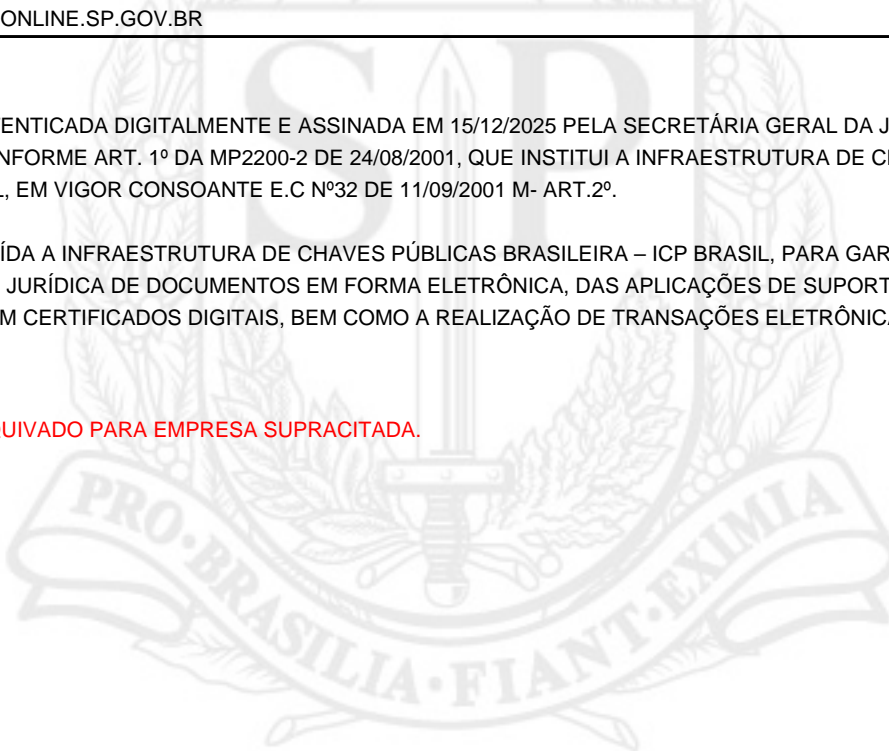 ONLINE.SP.GOV.BR
ENTICADA DIGITALMENTE E ASSINADA EM 15/12/2025 PELA SECRETÁRIA GERAL DA J
NFORME ART. 1º DA MP2200-2 DE 24/08/2001, QUE INSTITUI A INFRAESTRUTURA DE C
, EM VIGOR CONSOANTE E.C Nº32 DE 11/09/2001 M- ART.2º.
ÍDA A INFRAESTRUTURA DE CHAVES PÚBLICAS BRASILEIRA – ICP BRASIL, PARA GAR
JURÍDICA DE DOCUMENTOS EM FORMA ELETRÔNICA, DAS APLICAÇÕES DE SUPORT
M CERTIFICADOS DIGITAIS, BEM COMO A REALIZAÇÃO DE TRANSAÇÕES ELETRÔNICA
UIVADO PARA EMPRESA SUPRACITADA.
SP
PRO·BRASILIA·FIANT·EXIMIA